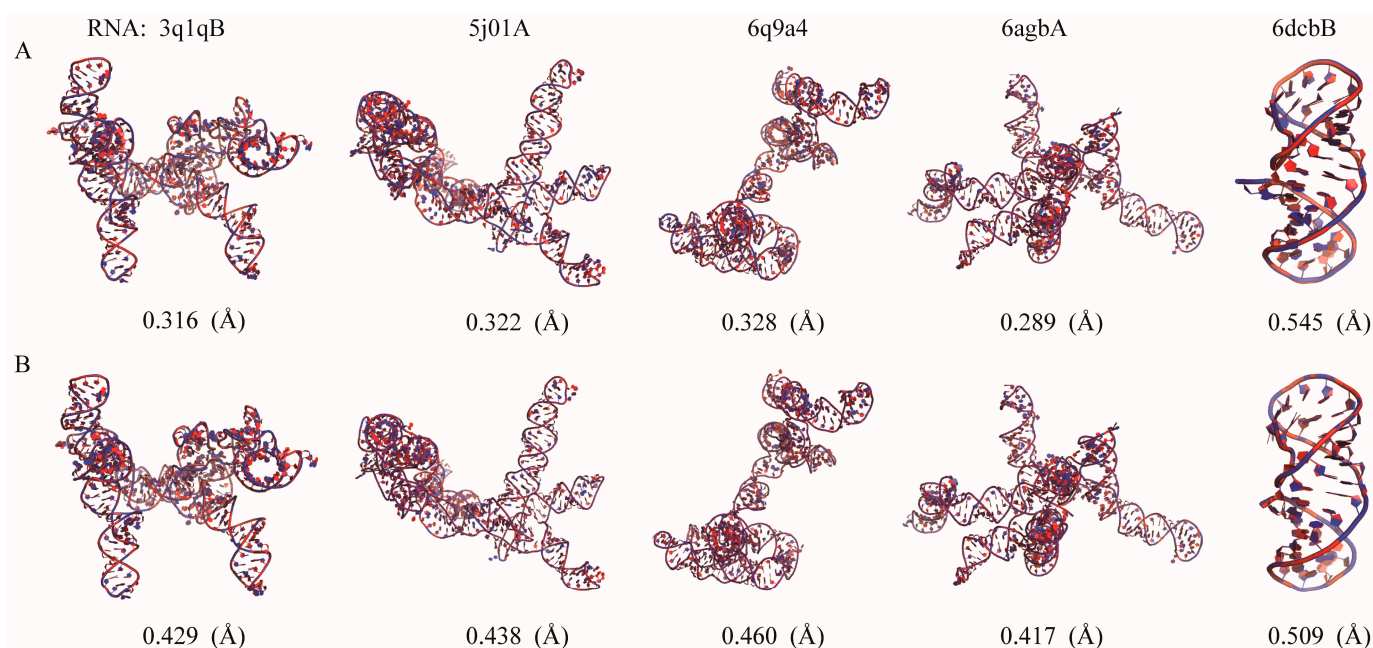 RNA: 3q1qB 5j01A 6q9a4 6agbA 6dcbB
A
0.316 (Å) 0.322 (Å) 0.328 (Å) 0.289 (Å) 0.545 (Å)
B
0.429 (Å) 0.438 (Å) 0.460 (Å) 0.417 (Å) 0.509 (Å)